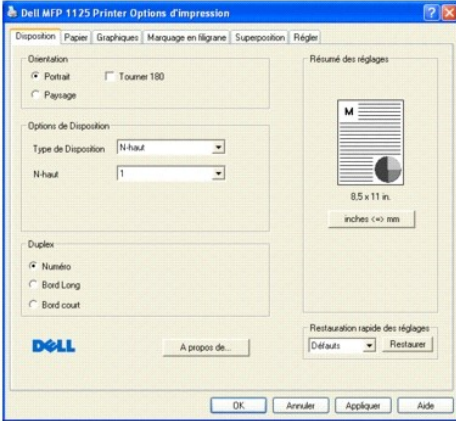 Dell MFP 1125 Printer Options d'impression
Disposition Papier Graphiques Marquage en filigrane Superposition Régler
Orientation
Portrait
Tourner 180
Paysage
Options de Disposition
Type de Disposition
N-haut
N-haut
1
Duplex
Numéro
Bord Long
Bord court
DELL
A propos de...
Résumé des réglages
M
8,5 x 11 in.
inches <=> mm
Restauration rapide des réglages
Défauts
Restaurer
OK Annuler Appliquer Aide